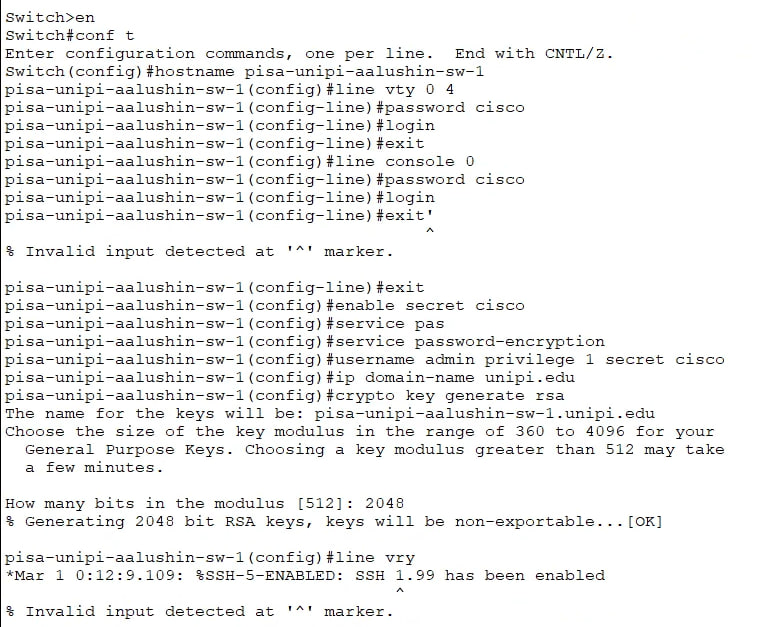 Switch>en
Switch#conf t
Enter configuration commands, one per line.  End with CNTL/Z.
Switch(config)#hostname pisa-unipi-aalushin-sw-1
pisa-unipi-aalushin-sw-1(config)#line vty 0 4
pisa-unipi-aalushin-sw-1(config-line)#password cisco
pisa-unipi-aalushin-sw-1(config-line)#login
pisa-unipi-aalushin-sw-1(config-line)#exit
pisa-unipi-aalushin-sw-1(config)#line console 0
pisa-unipi-aalushin-sw-1(config-line)#password cisco
pisa-unipi-aalushin-sw-1(config-line)#login
pisa-unipi-aalushin-sw-1(config-line)#exit'
                                          ^
% Invalid input detected at '^' marker.

pisa-unipi-aalushin-sw-1(config-line)#exit
pisa-unipi-aalushin-sw-1(config)#enable secret cisco
pisa-unipi-aalushin-sw-1(config)#service pas
pisa-unipi-aalushin-sw-1(config)#service password-encryption
pisa-unipi-aalushin-sw-1(config)#username admin privilege 1 secret cisco
pisa-unipi-aalushin-sw-1(config)#ip domain-name unipi.edu
pisa-unipi-aalushin-sw-1(config)#crypto key generate rsa
The name for the keys will be: pisa-unipi-aalushin-sw-1.unipi.edu
Choose the size of the key modulus in the range of 360 to 4096 for your
  General Purpose Keys. Choosing a key modulus greater than 512 may take
  a few minutes.

How many bits in the modulus [512]: 2048
% Generating 2048 bit RSA keys, keys will be non-exportable...[OK]

pisa-unipi-aalushin-sw-1(config)#line vry
*Mar 1 0:12:9.109: %SSH-5-ENABLED: SSH 1.99 has been enabled
                                       ^
% Invalid input detected at '^' marker.